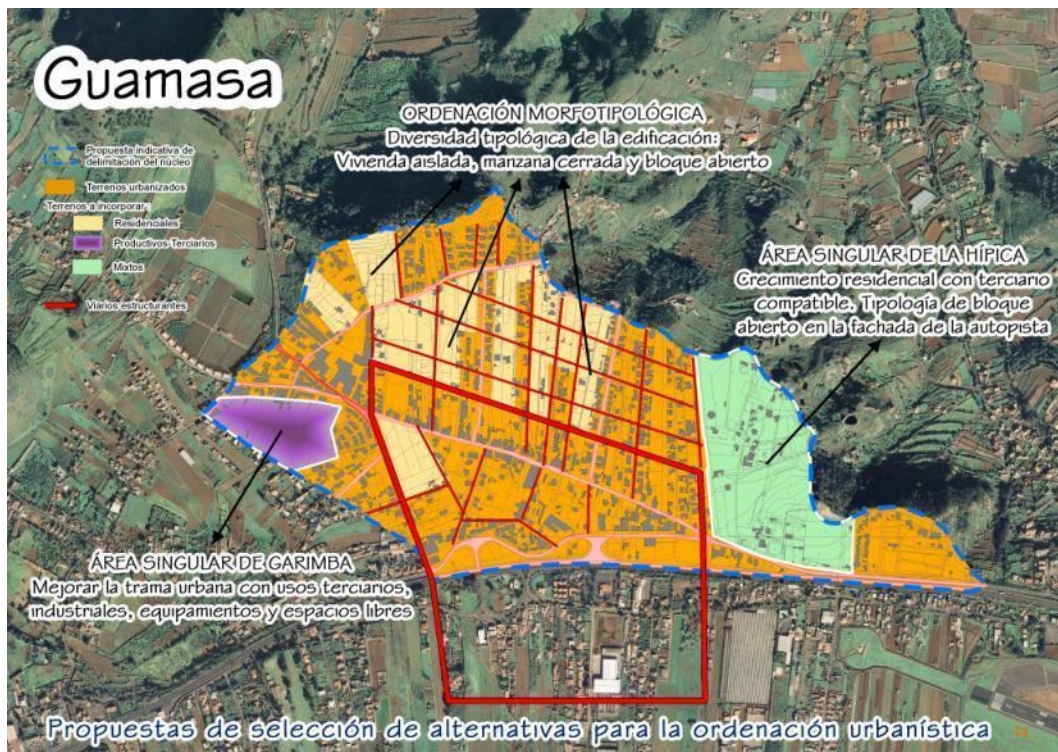 Guamasa
ORDENACIÓN MORFOTIPOLÓGICA
Diversidad tipológica de la edificación:
Vivienda aislada, manzana cerrada y bloque abierto
Propuesta indicativa de
delimitación del núcleo
Terrenos urbanizados
Terrenos a incorporar:
Residenciales
Productivos-Terciarios
Mixtos
Viarios estructurantes
ÁREA SINGULAR DE LA HÍPICA
Crecimiento residencial con terciario
compatible. Tipología de bloque
abierto en la fachada de la autopista
ÁREA SINGULAR DE GARIMBA
Mejorar la trama urbana con usos terciarios,
industriales, equipamientos y espacios libres
Propuestas de selección de alternativas para la ordenación urbanística